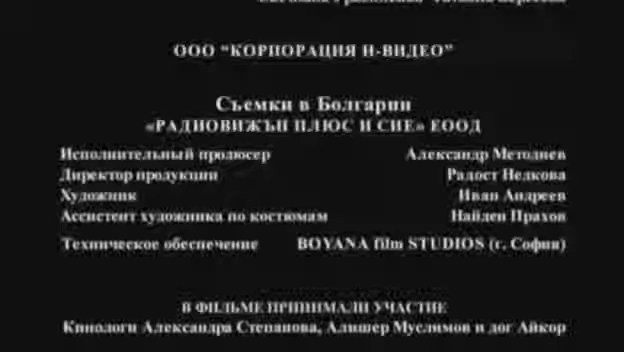 ООО “КОРПОРАЦИЯ Н-ВИДЕО”
Съемки в Болгарии
«РАДИОВИЖЪН ПЛЮС И СИЕ» ЕООД
Исполнительный продюсер Александр Методиев
Директор продукции Радост Недкова
Художник Иван Андреев
Ассистент художника по костюмам Найден Прахов
Техническое обеспечение BOYANA film STUDIOS (г. София)
В ФИЛЬМЕ ПРИНИМАЛИ УЧАСТИЕ
Кинологи Александра Степанова, Алишер Муслимов и дог Айкор